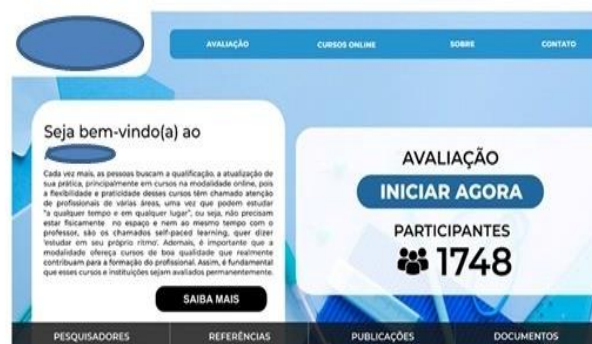 AVALIAÇÃO CURSOS ONLINE SOBRE CONTATO
Seja bem-vindo(a) ao
Cada vez mais, as pessoas buscam a qualificação, a atualização de
sua prática, principalmente em cursos na modalidade online, pois
a flexibilidade e praticidade desses cursos têm chamado atenção
de profissionais de várias áreas, uma vez que podem estudar
"a qualquer tempo e em qualquer lugar", ou seja, não precisam
estar fisicamente no espaço e nem ao mesmo tempo com o
professor, são os chamados self-paced learning, quer dizer
'estudar em seu próprio ritmo'. Ademais, é importante que a
modalidade ofereça cursos de boa qualidade que realmente
contribuam para a formação do profissional. Assim, é fundamental
que esses cursos e instituições sejam avaliados permanentemente.
SAIBA MAIS
AVALIAÇÃO
INICIAR AGORA
PARTICIPANTES
1748
PESQUISADORES REFERÊNCIAS PUBLICAÇÕES DOCUMENTOS